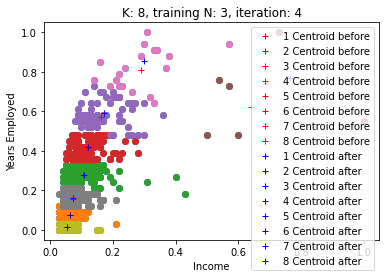 K: 8, training N: 3, iteration: 4
Years Employed
1.0
0.8
0.6
0.4
0.2
0.0
0.0
0.2
0.4
0.6
0.8
1.0
Income
1 Centroid before
2 Centroid before
3 Centroid before
4 Centroid before
5 Centroid before
6 Centroid before
7 Centroid before
8 Centroid before
1 Centroid after
2 Centroid after
3 Centroid after
4 Centroid after
5 Centroid after
6 Centroid after
7 Centroid after
8 Centroid after